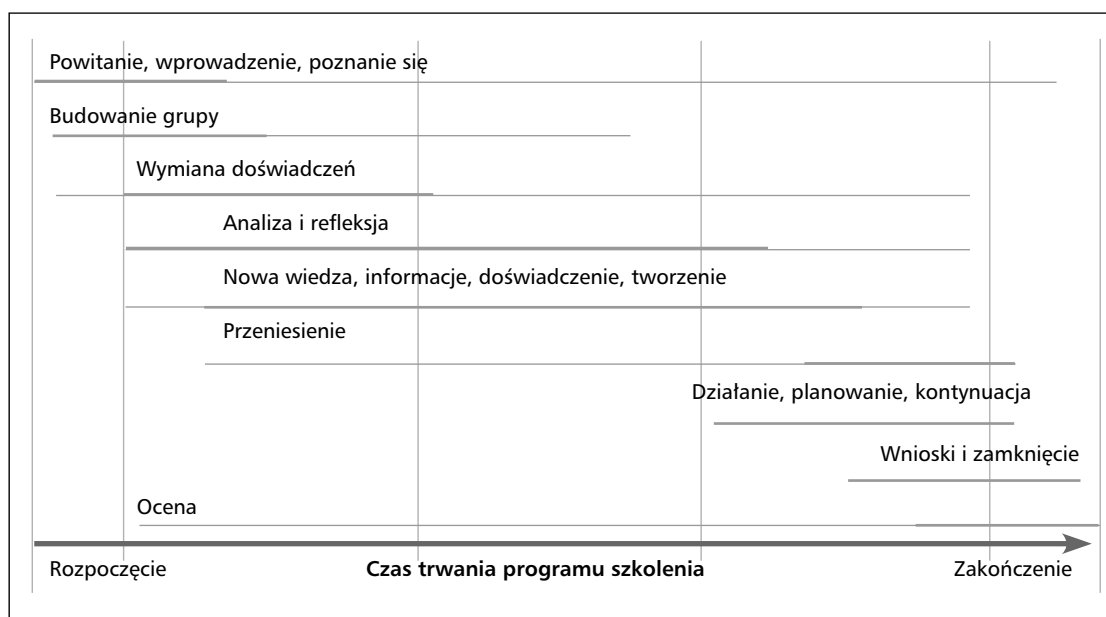 Powitanie, wprowadzenie, poznanie się
Budowanie grupy
Wymiana doświadczeń
Analiza i refleksja
Nowa wiedza, informacje, doświadczenie, tworzenie
Przeniesienie
Działanie, planowanie, kontynuacja
Wnioski i zamknięcie
Ocena
Rozpoczęcie Czas trwania programu szkolenia Zakończenie